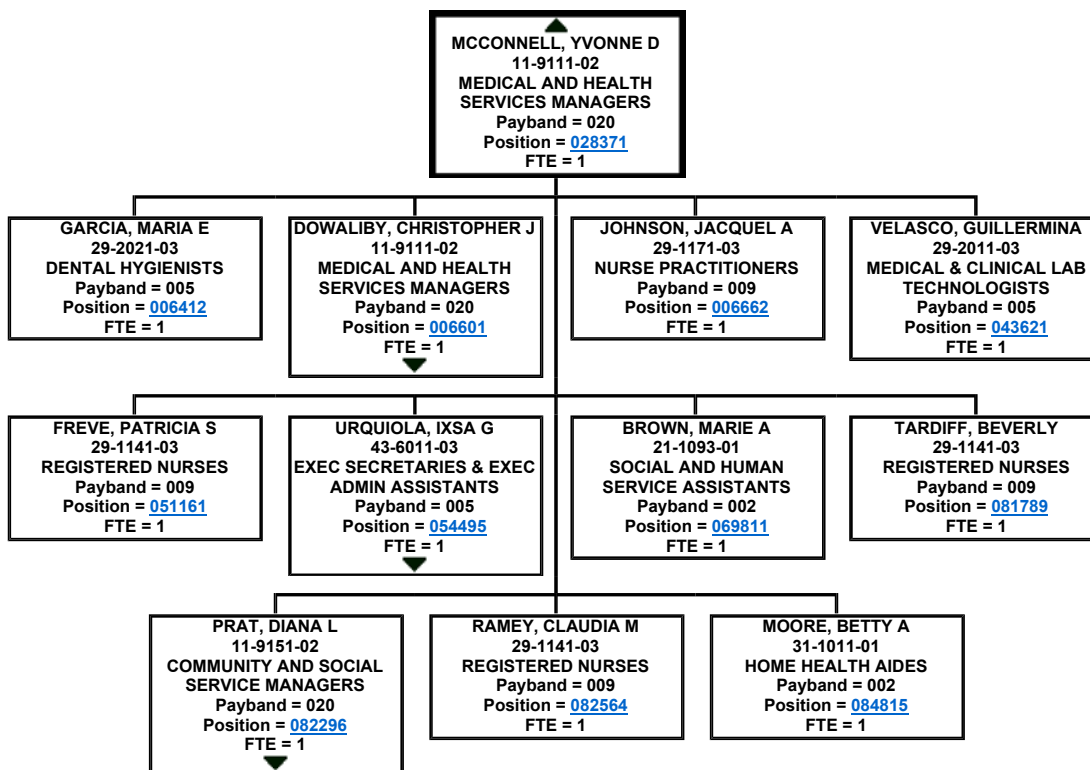 MCCONNELL, YVONNE D
11-9111-02
MEDICAL AND HEALTH
SERVICES MANAGERS
Payband = 020
Position = 028371
FTE = 1
GARCIA, MARIA E
29-2021-03
DENTAL HYGIENISTS
Payband = 005
Position = 006412
FTE = 1
DOWALIBY, CHRISTOPHER J
11-9111-02
MEDICAL AND HEALTH
SERVICES MANAGERS
Payband = 020
Position = 006601
FTE = 1
JOHNSON, JACQUEL A
29-1171-03
NURSE PRACTITIONERS
Payband = 009
Position = 006662
FTE = 1
VELASCO, GUILLERMINA
29-2011-03
MEDICAL & CLINICAL LAB
TECHNOLOGISTS
Payband = 005
Position = 043621
FTE = 1
FREVE, PATRICIA S
29-1141-03
REGISTERED NURSES
Payband = 009
Position = 051161
FTE = 1
URQUIOLA, IXSA G
43-6011-03
EXEC SECRETARIES & EXEC
ADMIN ASSISTANTS
Payband = 005
Position = 054495
FTE = 1
BROWN, MARIE A
21-1093-01
SOCIAL AND HUMAN
SERVICE ASSISTANTS
Payband = 002
Position = 069811
FTE = 1
TARDIFF, BEVERLY
29-1141-03
REGISTERED NURSES
Payband = 009
Position = 081789
FTE = 1
PRAT, DIANA L
11-9151-02
COMMUNITY AND SOCIAL
SERVICE MANAGERS
Payband = 020
Position = 082296
FTE = 1
RAMEY, CLAUDIA M
29-1141-03
REGISTERED NURSES
Payband = 009
Position = 082564
FTE = 1
MOORE, BETTY A
31-1011-01
HOME HEALTH AIDES
Payband = 002
Position = 084815
FTE = 1